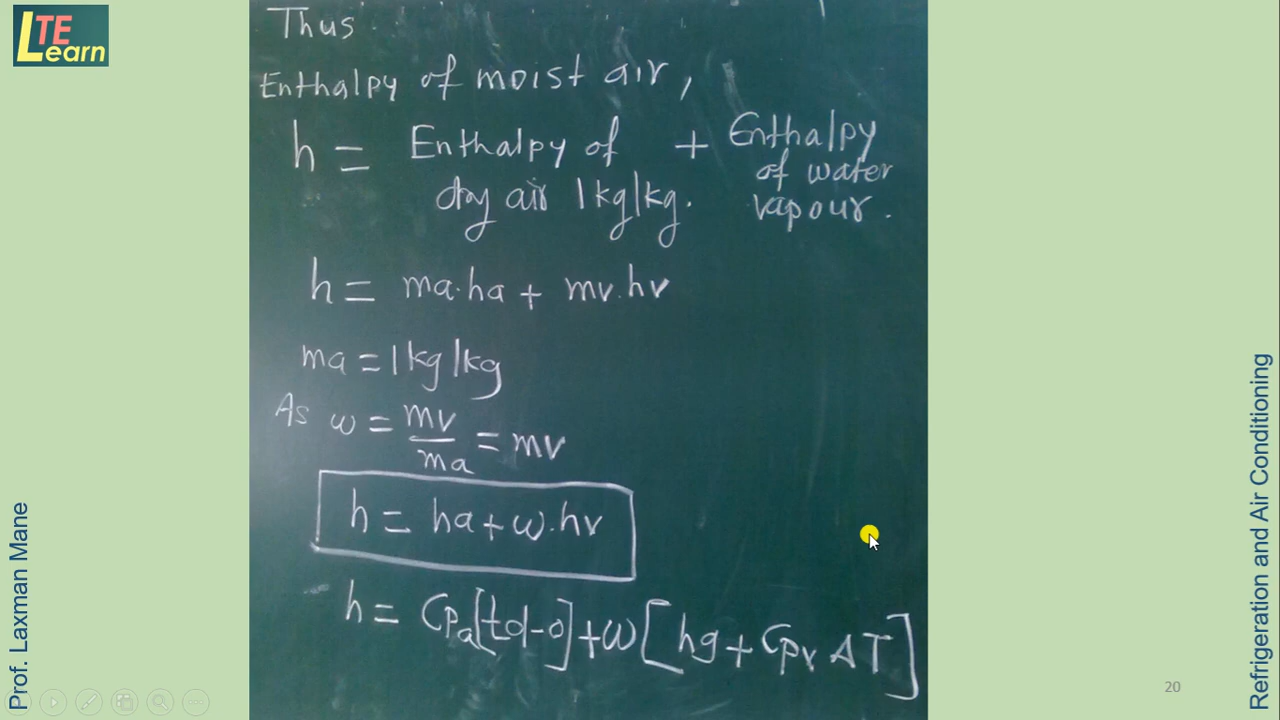 LTE Learn
Thus
Enthalpy of moist air,
h = Enthalpy of dry air 1kg/kg. + Enthalpy of water vapour.
h = ma.ha + mv.hv
ma = 1kg/kg
As ω = mv/ma = mv
h = ha + ω.hv
h = Cpa[td-0] + ω[hg + Cpv ΔT]
Prof. Laxman Mane
Refrigeration and Air Conditioning
20